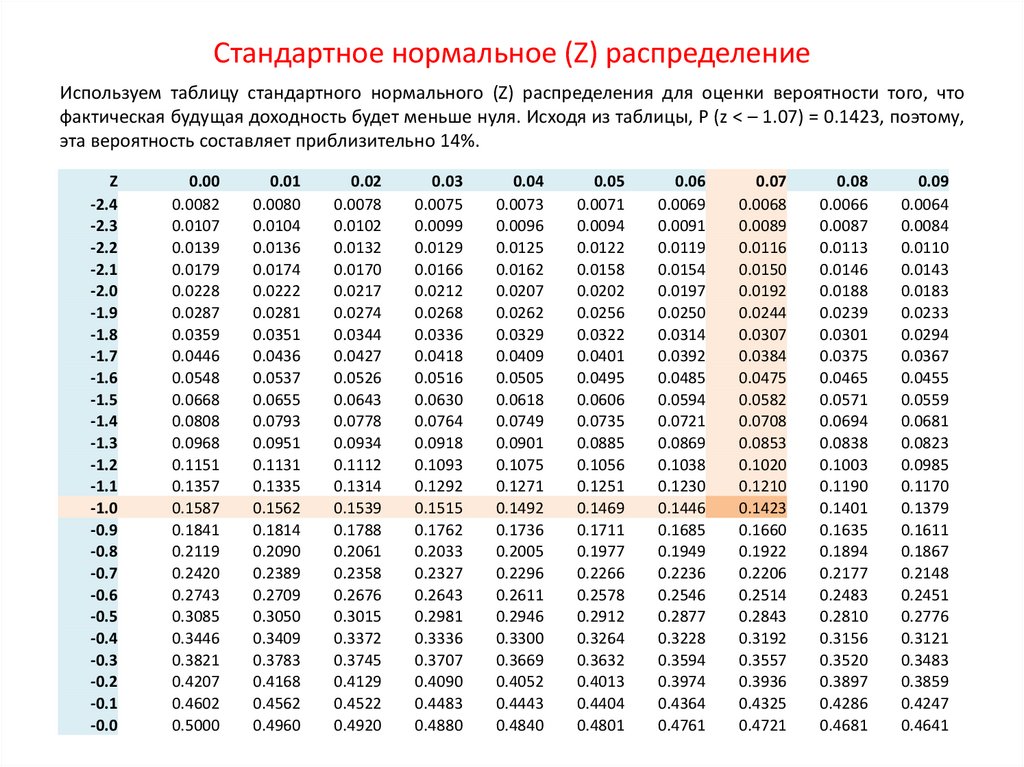 Стандартное нормальное (Z) распределение
Используем таблицу стандартного нормального (Z) распределения для оценки вероятности того, что
фактическая будущая доходность будет меньше нуля. Исходя из таблицы, P (z < – 1.07) = 0.1423, поэтому,
эта вероятность составляет приблизительно 14%.
Z 0.00 0.01 0.02 0.03 0.04 0.05 0.06 0.07 0.08 0.09
-2.4 0.0082 0.0080 0.0078 0.0075 0.0073 0.0071 0.0069 0.0068 0.0066 0.0064
-2.3 0.0107 0.0104 0.0102 0.0099 0.0096 0.0094 0.0091 0.0089 0.0087 0.0084
-2.2 0.0139 0.0136 0.0132 0.0129 0.0125 0.0122 0.0119 0.0116 0.0113 0.0110
-2.1 0.0179 0.0174 0.0170 0.0166 0.0162 0.0158 0.0154 0.0150 0.0146 0.0143
-2.0 0.0228 0.0222 0.0217 0.0212 0.0207 0.0202 0.0197 0.0192 0.0188 0.0183
-1.9 0.0287 0.0281 0.0274 0.0268 0.0262 0.0256 0.0250 0.0244 0.0239 0.0233
-1.8 0.0359 0.0351 0.0344 0.0336 0.0329 0.0322 0.0314 0.0307 0.0301 0.0294
-1.7 0.0446 0.0436 0.0427 0.0418 0.0409 0.0401 0.0392 0.0384 0.0375 0.0367
-1.6 0.0548 0.0537 0.0526 0.0516 0.0505 0.0495 0.0485 0.0475 0.0465 0.0455
-1.5 0.0668 0.0655 0.0643 0.0630 0.0618 0.0606 0.0594 0.0582 0.0571 0.0559
-1.4 0.0808 0.0793 0.0778 0.0764 0.0749 0.0735 0.0721 0.0708 0.0694 0.0681
-1.3 0.0968 0.0951 0.0934 0.0918 0.0901 0.0885 0.0869 0.0853 0.0838 0.0823
-1.2 0.1151 0.1131 0.1112 0.1093 0.1075 0.1056 0.1038 0.1020 0.1003 0.0985
-1.1 0.1357 0.1335 0.1314 0.1292 0.1271 0.1251 0.1230 0.1210 0.1190 0.1170
-1.0 0.1587 0.1562 0.1539 0.1515 0.1492 0.1469 0.1446 0.1423 0.1401 0.1379
-0.9 0.1841 0.1814 0.1788 0.1762 0.1736 0.1711 0.1685 0.1660 0.1635 0.1611
-0.8 0.2119 0.2090 0.2061 0.2033 0.2005 0.1977 0.1949 0.1922 0.1894 0.1867
-0.7 0.2420 0.2389 0.2358 0.2327 0.2296 0.2266 0.2236 0.2206 0.2177 0.2148
-0.6 0.2743 0.2709 0.2676 0.2643 0.2611 0.2578 0.2546 0.2514 0.2483 0.2451
-0.5 0.3085 0.3050 0.3015 0.2981 0.2946 0.2912 0.2877 0.2843 0.2810 0.2776
-0.4 0.3446 0.3409 0.3372 0.3336 0.3300 0.3264 0.3228 0.3192 0.3156 0.3121
-0.3 0.3821 0.3783 0.3745 0.3707 0.3669 0.3632 0.3594 0.3557 0.3520 0.3483
-0.2 0.4207 0.4168 0.4129 0.4090 0.4052 0.4013 0.3974 0.3936 0.3897 0.3859
-0.1 0.4602 0.4562 0.4522 0.4483 0.4443 0.4404 0.4364 0.4325 0.4286 0.4247
-0.0 0.5000 0.4960 0.4920 0.4880 0.4840 0.4801 0.4761 0.4721 0.4681 0.4641